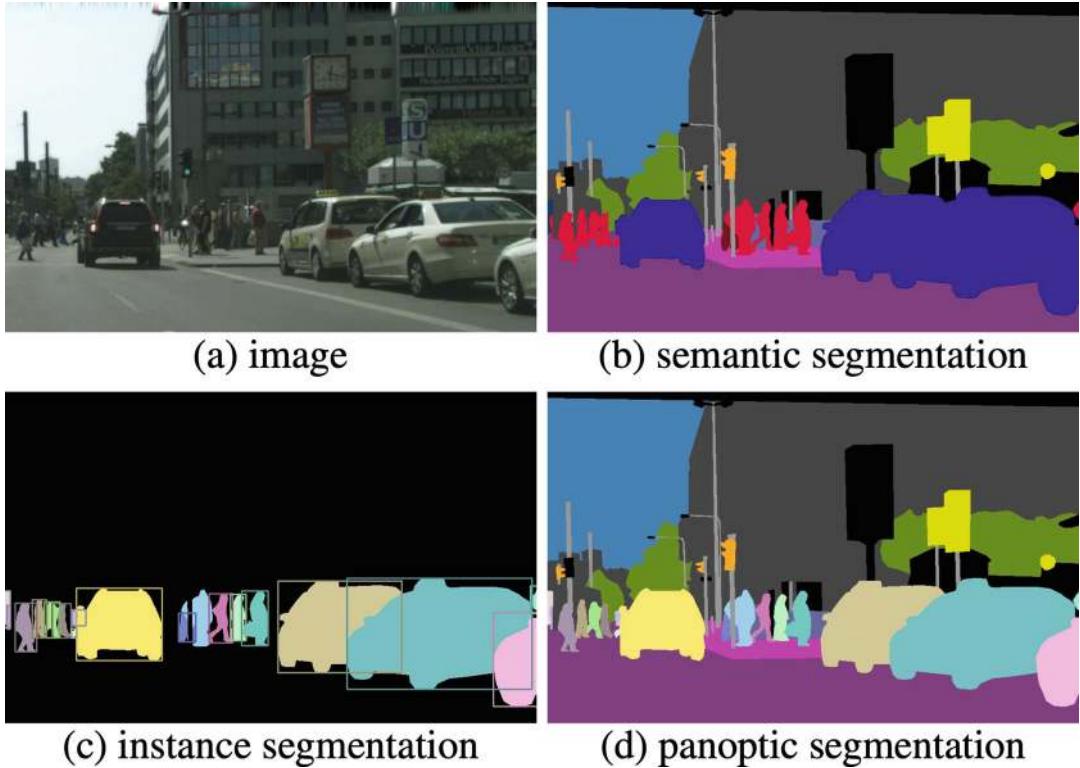 S
U
(a) image
(b) semantic segmentation
(c) instance segmentation
(d) panoptic segmentation